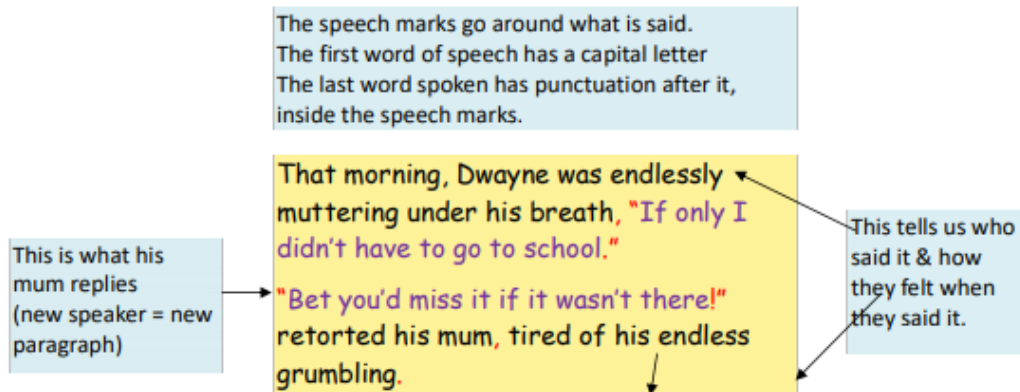 The speech marks go around what is said.
The first word of speech has a capital letter
The last word spoken has punctuation after it,
inside the speech marks.
That morning, Dwayne was endlessly
muttering under his breath, “If only I
didn’t have to go to school.”
“Bet you’d miss it if it wasn’t there!”
retorted his mum, tired of his endless
grumbling.
This is what his
mum replies
(new speaker = new
paragraph)
This tells us who
said it & how
they felt when
they said it.